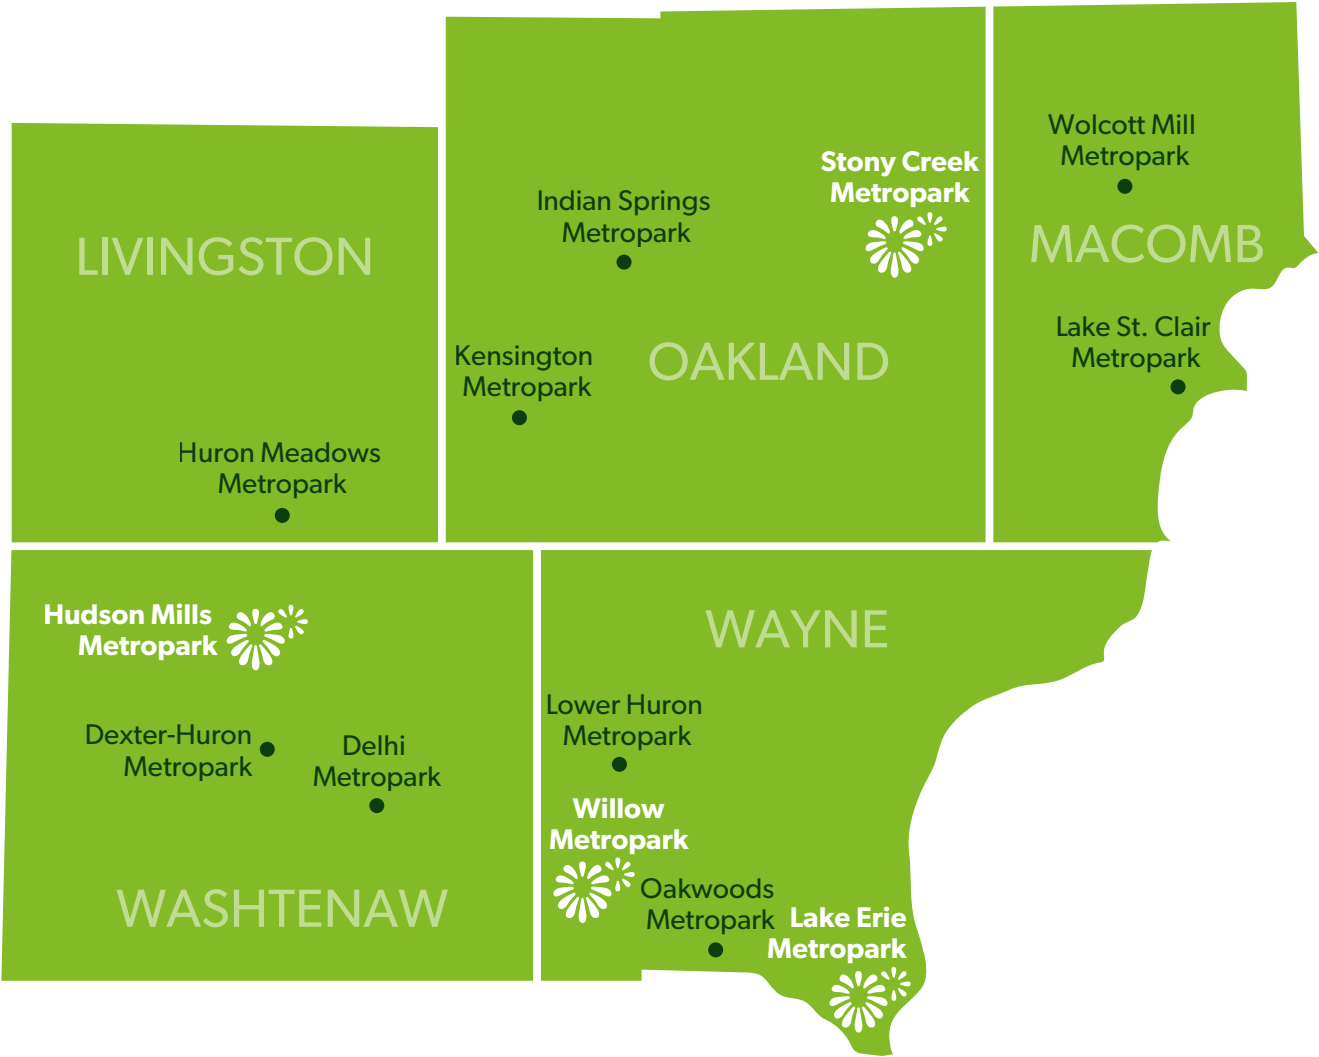 Wolcott Mill
Metropark
Stony Creek
Metropark
Indian Springs
Metropark
LIVINGSTON
MACOMB
Lake St. Clair
Metropark
Kensington
Metropark
OAKLAND
Huron Meadows
Metropark
Hudson Mills
Metropark
WAYNE
Lower Huron
Metropark
Dexter-Huron
Metropark
Delhi
Metropark
Willow
Metropark
WASHTENAW
Oakwoods
Metropark
Lake Erie
Metropark